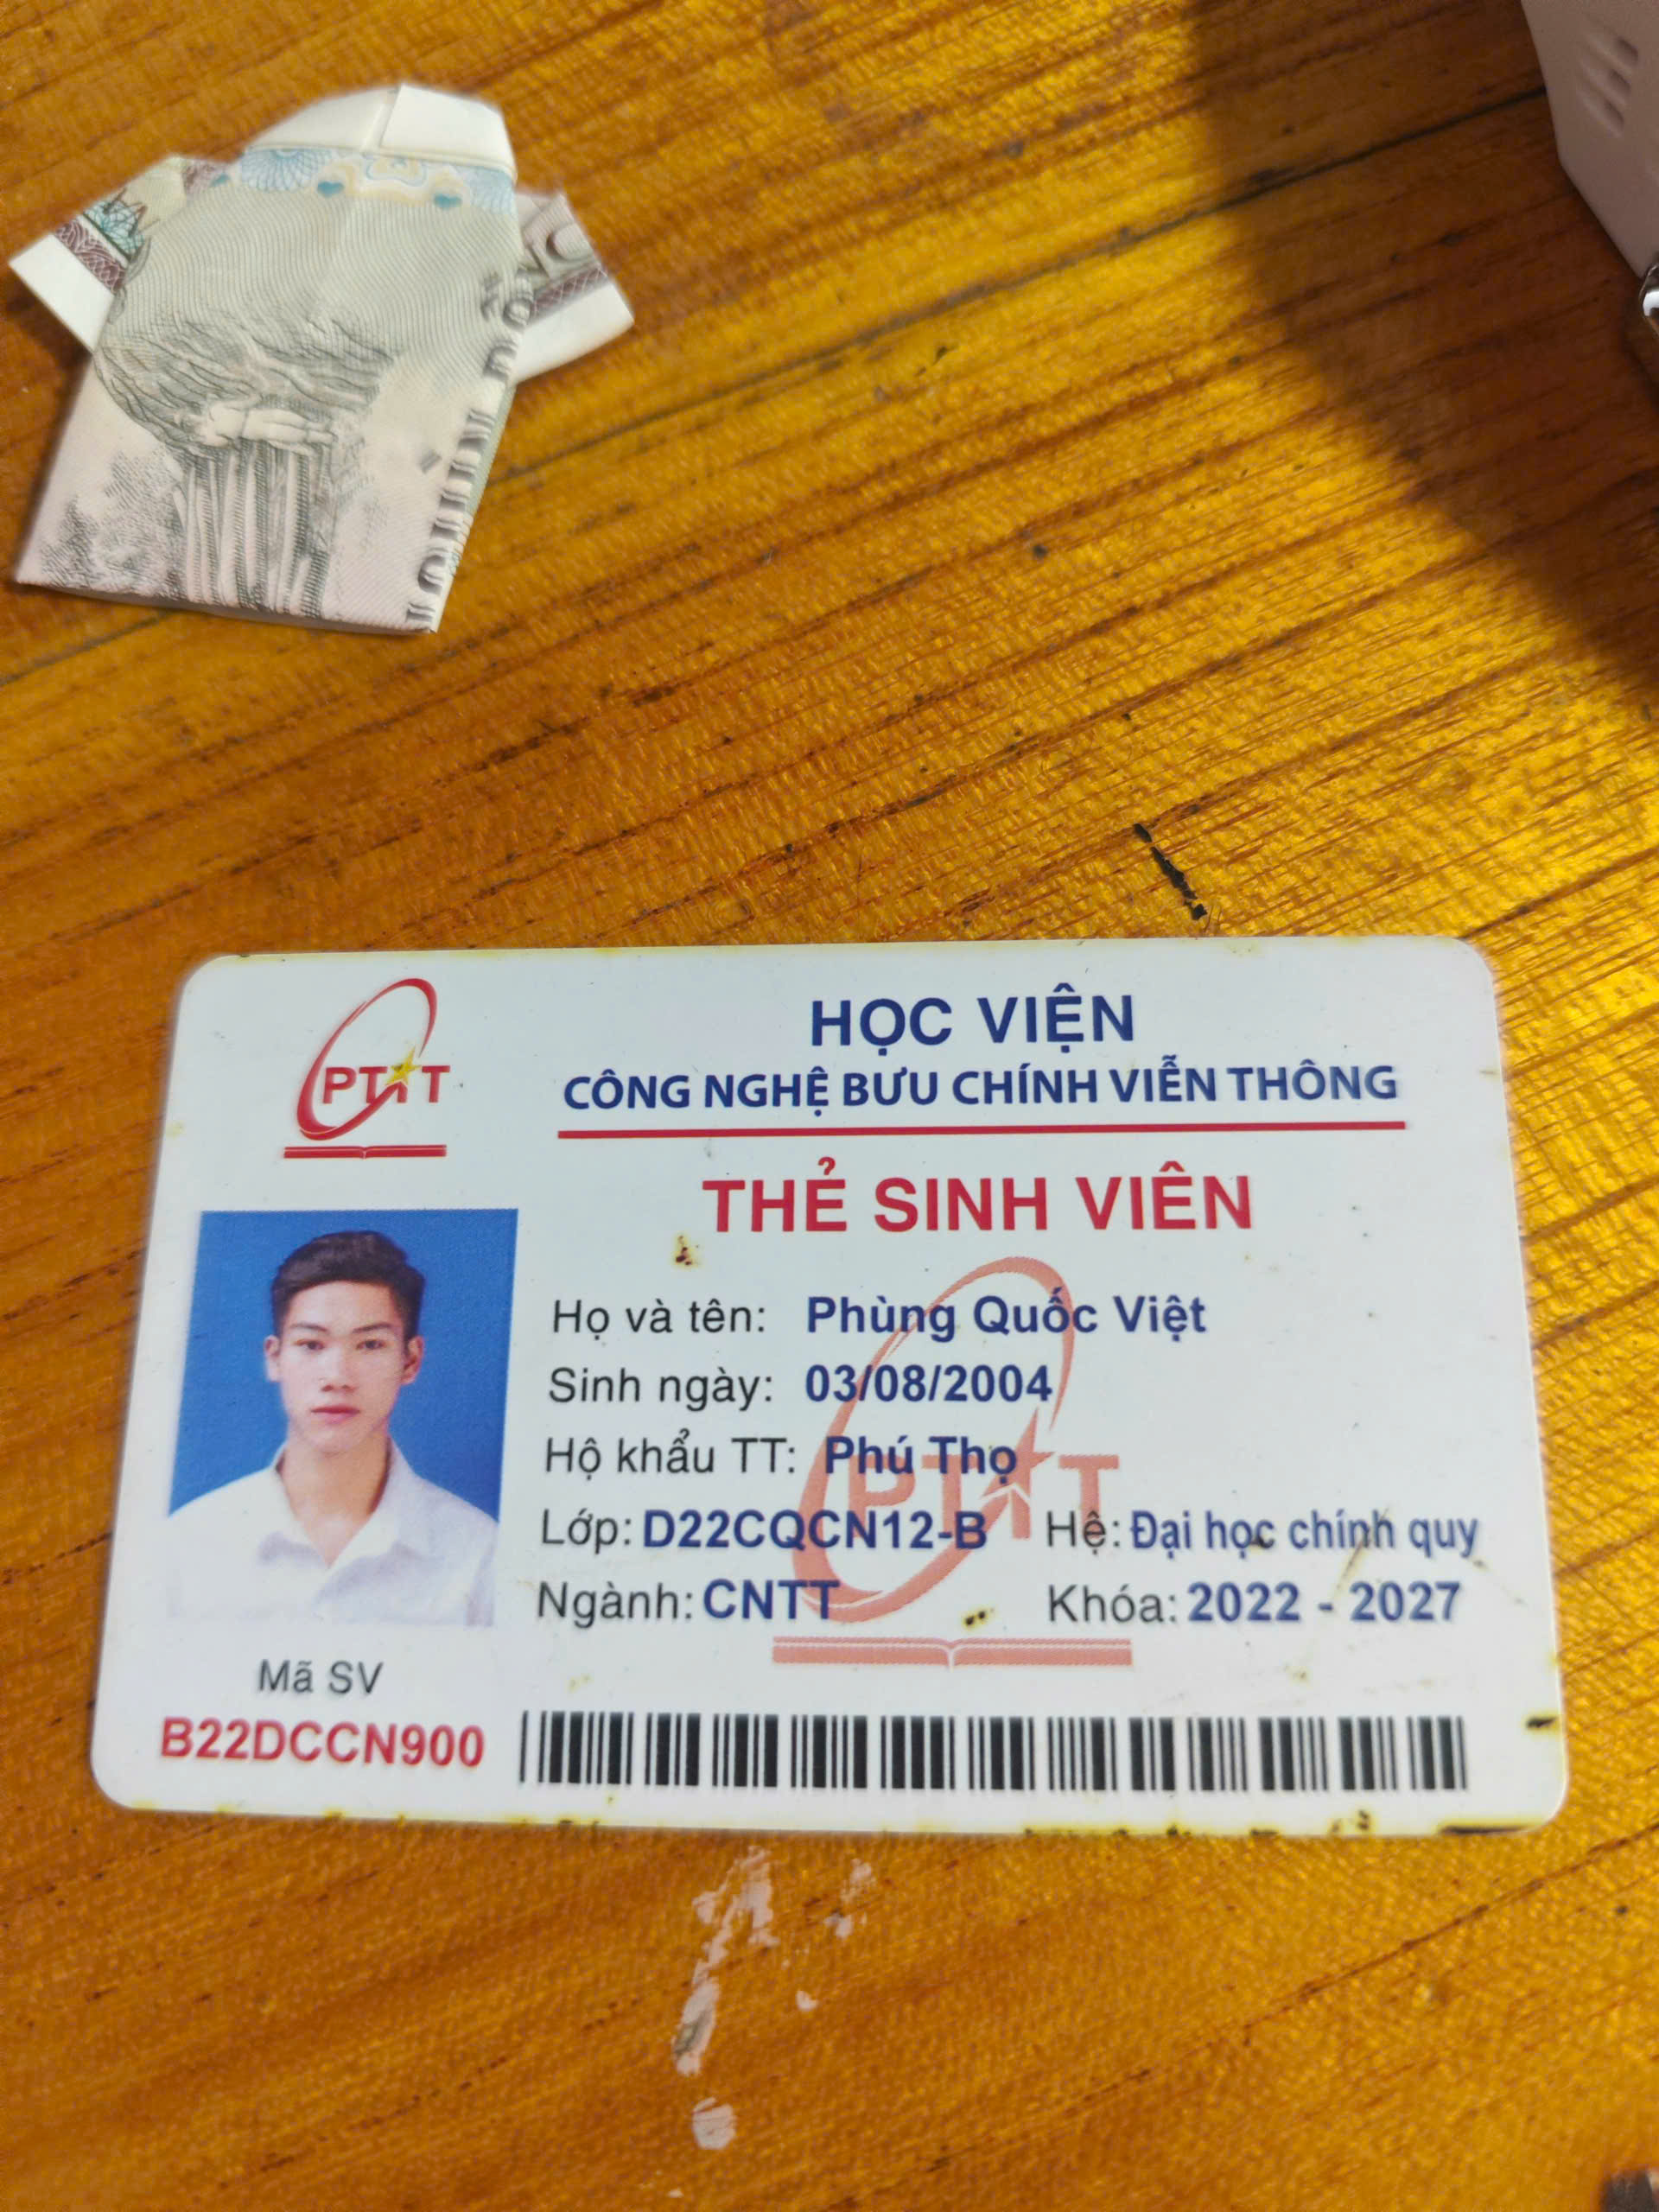 PTIT
HỌC VIỆN
CÔNG NGHỆ BƯU CHÍNH VIỄN THÔNG
THẺ SINH VIÊN
Họ và tên: Phùng Quốc Việt
Sinh ngày: 03/08/2004
Hộ khẩu TT: Phú Thọ
Lớp: D22CQCN12-B Hệ: Đại học chính quy
Ngành: CNTT Khóa: 2022 - 2027
PTIT
Mã SV
B22DCCN900